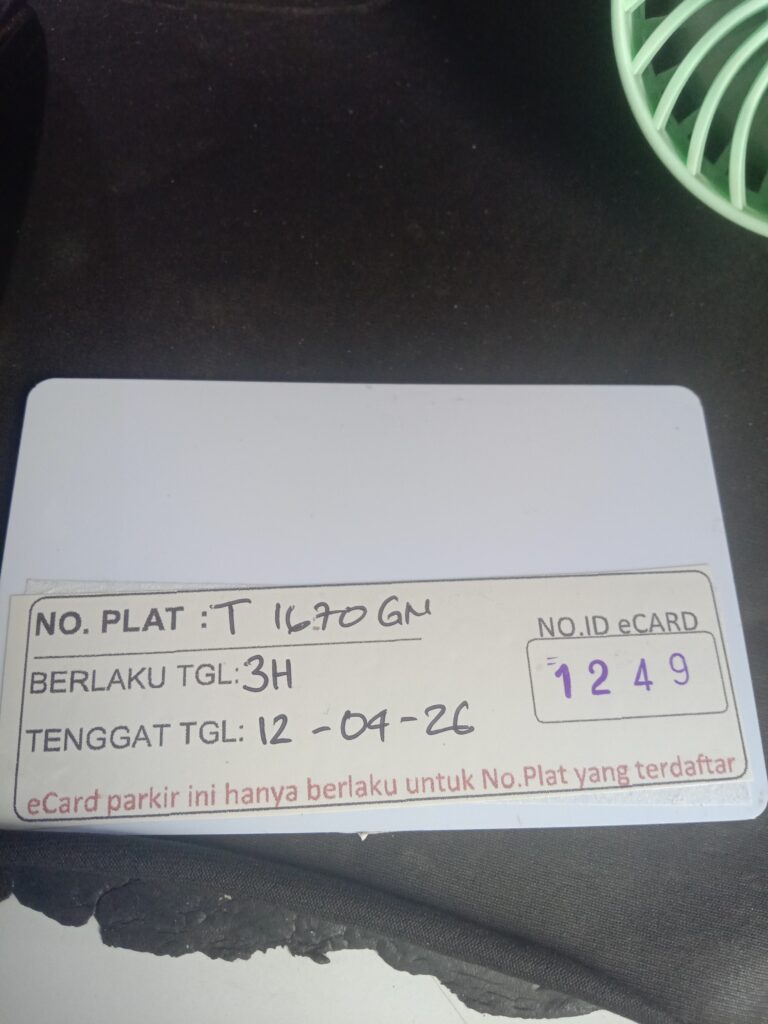 NO. PLAT : T 1670 GM
NO.ID eCARD
1249
BERLAKU TGL: 3H
TENGGAT TGL: 12 - 04 - 26
eCard parkir ini hanya berlaku untuk No.Plat yang terdaftar